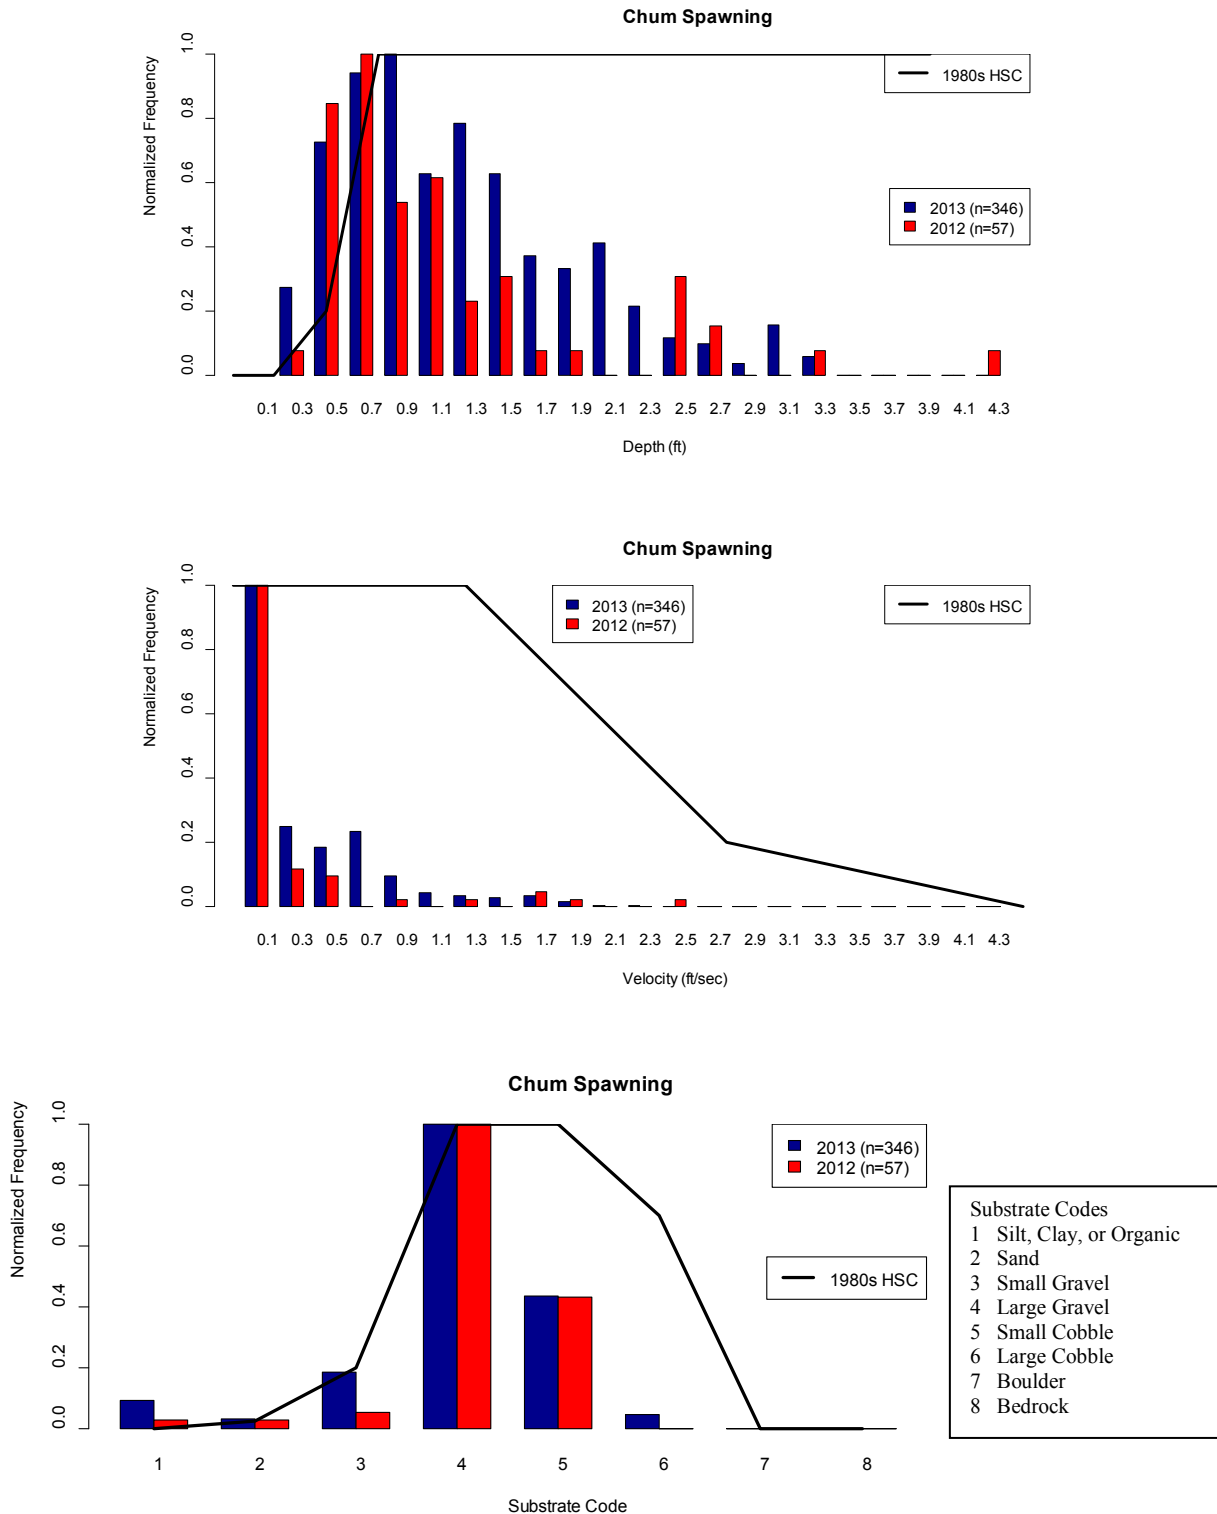 Chum Spawning
Normalized Frequency
1.0
0.8
0.6
0.4
0.2
0.0
1980s HSC
2013 (n=346)
2012 (n=57)
0.1 0.3 0.5 0.7 0.9 1.1 1.3 1.5 1.7 1.9 2.1 2.3 2.5 2.7 2.9 3.1 3.3 3.5 3.7 3.9 4.1 4.3
Depth (ft)
Chum Spawning
Normalized Frequency
1.0
0.8
0.6
0.4
0.2
0.0
2013 (n=346)
2012 (n=57)
1980s HSC
0.1 0.3 0.5 0.7 0.9 1.1 1.3 1.5 1.7 1.9 2.1 2.3 2.5 2.7 2.9 3.1 3.3 3.5 3.7 3.9 4.1 4.3
Velocity (ft/sec)
Chum Spawning
Normalized Frequency
1.0
0.8
0.6
0.4
0.2
0.0
2013 (n=346)
2012 (n=57)
1980s HSC
Substrate Codes
1 Silt, Clay, or Organic
2 Sand
3 Small Gravel
4 Large Gravel
5 Small Cobble
6 Large Cobble
7 Boulder
8 Bedrock
1 2 3 4 5 6 7 8
Substrate Code